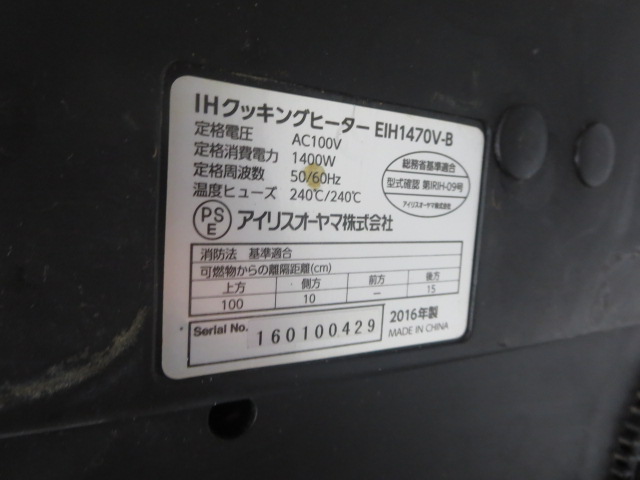 IHクッキングヒーター EIH1470V-B
定格電圧 AC100V
定格消費電力 1400W
定格周波数 50/60Hz
温度ヒューズ 240℃/240℃
総務省基準適合
型式確認 第IRIH-09号
アイリスオーヤマ株式会社
PSE アイリスオーヤマ株式会社
消防法 基準適合
可燃物からの離隔距離(cm)
上方 側方 前方 後方
100 10 — 15
Serial No. 160100429
2016年製
MADE IN CHINA